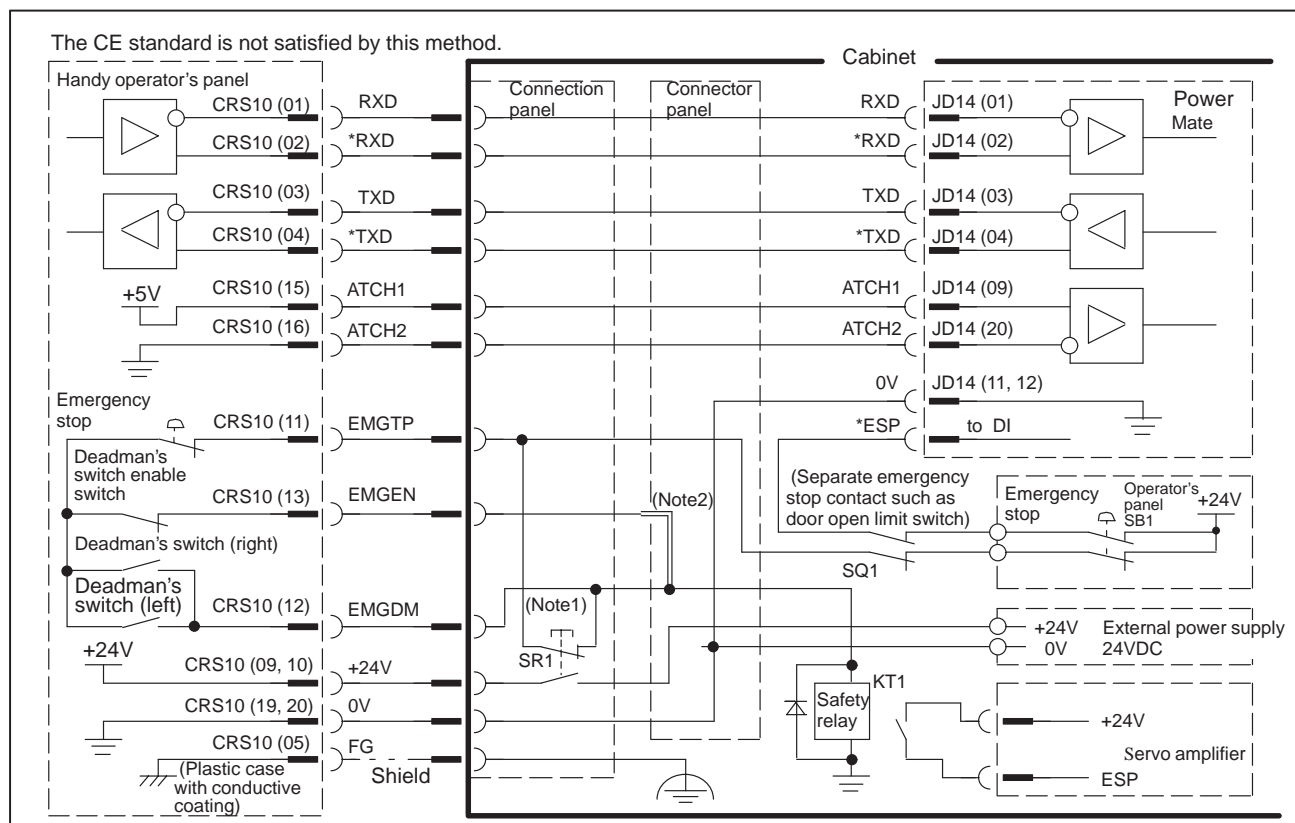 The CE standard is not satisfied by this method.
Cabinet
Handy operator's panel
Connection
panel
Connector
panel
Power
Mate
CRS10 (01)
RXD
RXD
JD14 (01)
CRS10 (02)
*RXD
*RXD
JD14 (02)
CRS10 (03)
TXD
TXD
JD14 (03)
CRS10 (04)
*TXD
*TXD
JD14 (04)
+5V
CRS10 (15)
ATCH1
ATCH1
JD14 (09)
CRS10 (16)
ATCH2
ATCH2
JD14 (20)
0V
JD14 (11, 12)
Emergency
stop
CRS10 (11)
EMGTP
*ESP
to DI
Deadman's
switch enable
switch
CRS10 (13)
EMGEN
(Note2)
(Separate emergency
stop contact such as
door open limit switch)
Emergency
stop
Operator's
panel
SB1
+24V
Deadman's switch (right)
SQ1
Deadman's
switch (left)
CRS10 (12)
EMGDM
(Note1)
SR1
+24V
External power supply
0V
24VDC
+24V
CRS10 (09, 10)
+24V
KT1
Safety
relay
CRS10 (19, 20)
0V
+24V
Servo amplifier
ESP
CRS10 (05)
FG
Shield
(Plastic case
with conductive
coating)